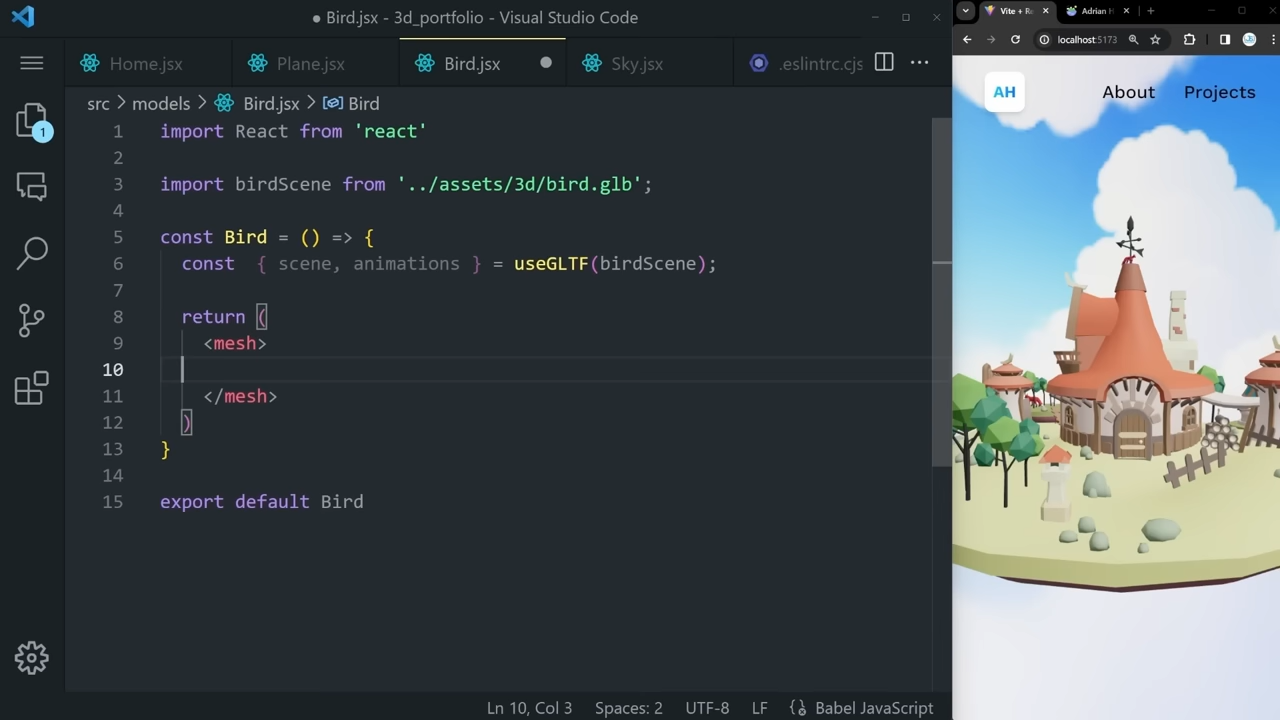 Bird.jsx - 3d_portfolio - Visual Studio Code
Home.jsx
Plane.jsx
Bird.jsx
Sky.jsx
.eslintrc.cjs
src > models > Bird.jsx > Bird
1 import React from 'react'
2
3 import birdScene from '../assets/3d/bird.glb';
4
5 const Bird = () => {
6 const { scene, animations } = useGLTF(birdScene);
7
8 return (
9 <mesh>
10
11 </mesh>
12 )
13 }
14
15 export default Bird
1
Ln 10, Col 3
Spaces: 2
UTF-8
LF
Babel JavaScript
Vite + Re
Adrian H
localhost:5173
AH
About
Projects